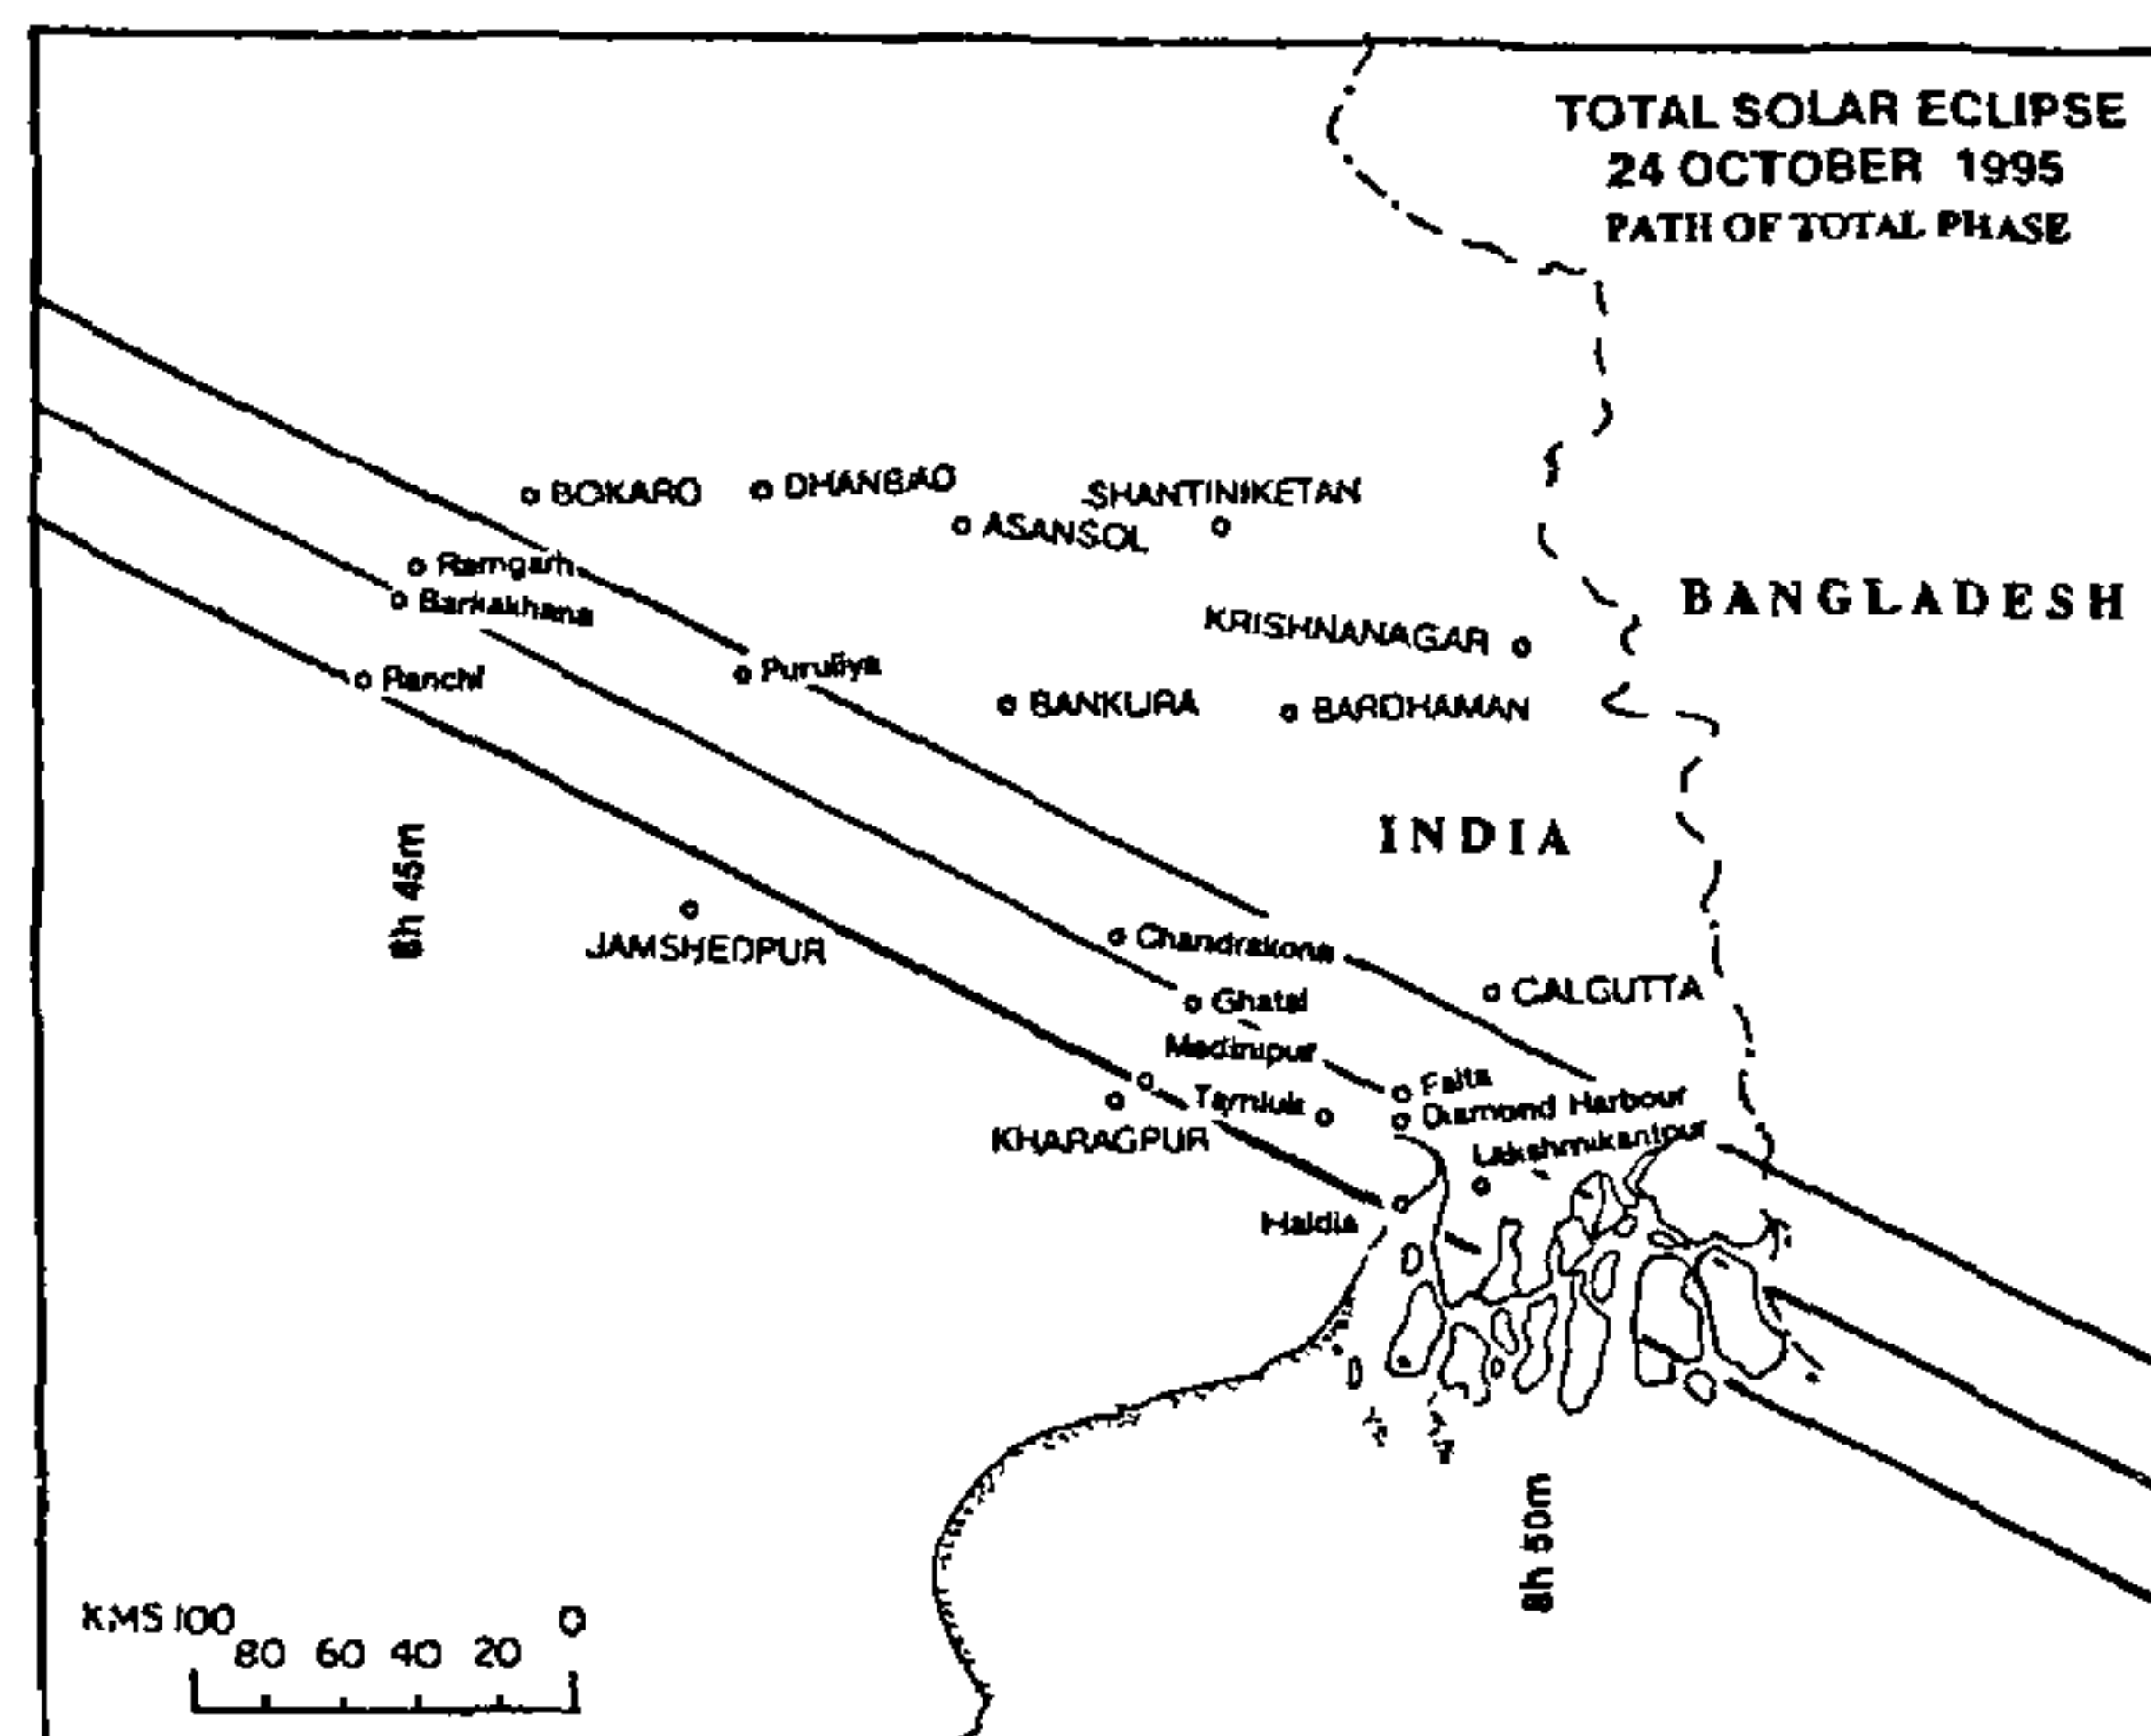 TOTAL SOLAR ECLIPSE
24 OCTOBER 1995
PATH OF TOTAL PHASE
BOKARO
DHANBAD
SHANTINIKETAN
ASANSOL
Ramgarh
Barkakhana
BANGLADESH
KRISHNANAGAR
Ranchi
Puruliya
BANKURA
BARDHAMAN
INDIA
8h 45m
JAMSHEDPUR
Chandrakona
CALCUTTA
Ghatal
Medinipur
Falta
Tamluk
Diamond Harbour
KHARAGPUR
Lakshmikantpur
Haldia
8h 50m
KMS 100 80 60 40 20 0